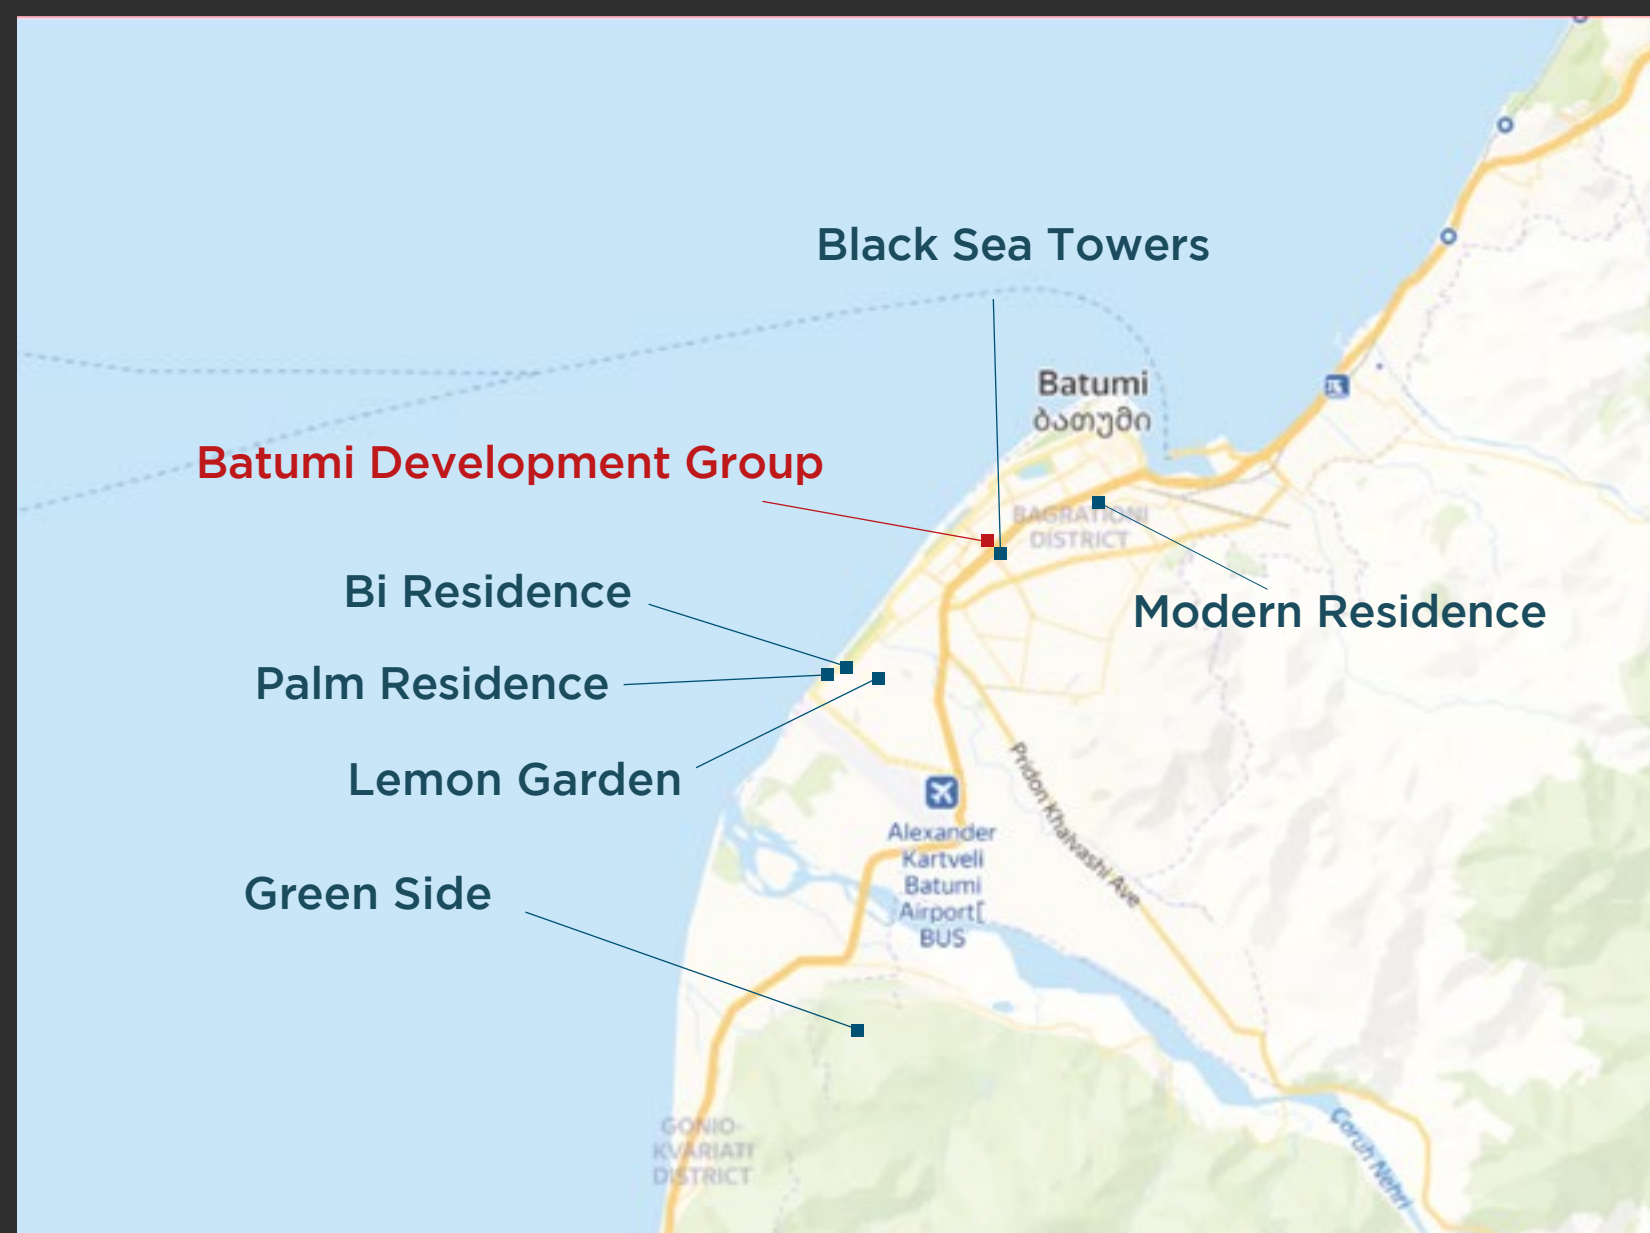 Black Sea Towers
Batumi
ბათუმი
Batumi Development Group
BAGRATIONI
DISTRICT
Bi Residence
Modern Residence
Palm Residence
Lemon Garden
Pridon Khalvashi Ave
Alexander
Kartveli
Batumi
Airport[
BUS
Green Side
GONIO-
KVARIATI
DISTRICT
Çoruh Nehri